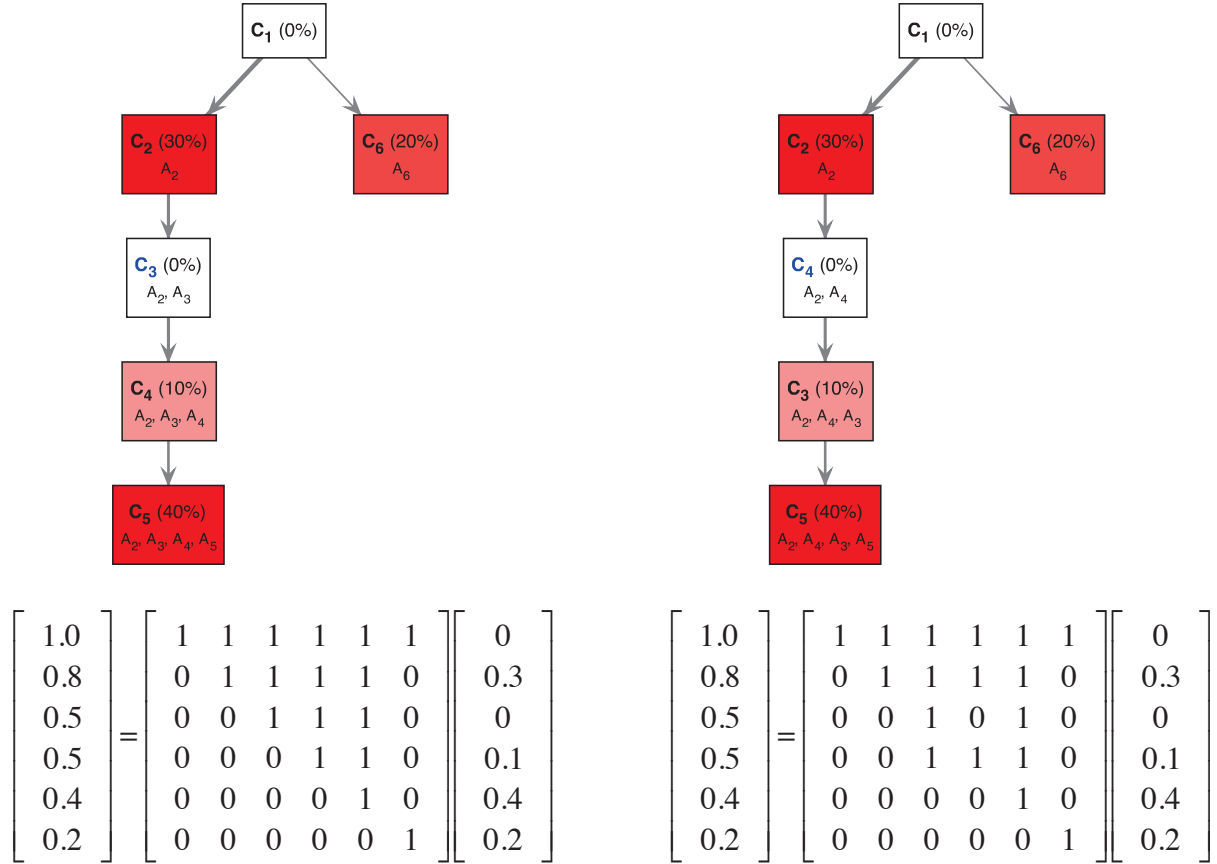 C1 (0%)
C2 (30%)
A2
C6 (20%)
A6
C3 (0%)
A2, A3
C4 (10%)
A2, A3, A4
C5 (40%)
A2, A3, A4, A5
1.0 1 1 1 1 1 1 0
0.8 0 1 1 1 1 0 0.3
0.5 0 0 1 1 1 0 0
= 
0.5 0 0 0 1 1 0 0.1
0.4 0 0 0 0 1 0 0.4
0.2 0 0 0 0 0 1 0.2
C1 (0%)
C2 (30%)
A2
C6 (20%)
A6
C4 (0%)
A2, A4
C3 (10%)
A2, A4, A3
C5 (40%)
A2, A4, A3, A5
1.0 1 1 1 1 1 1 0
0.8 0 1 1 1 1 0 0.3
0.5 0 0 1 0 1 0 0
=
0.5 0 0 1 1 1 0 0.1
0.4 0 0 0 0 1 0 0.4
0.2 0 0 0 0 0 1 0.2